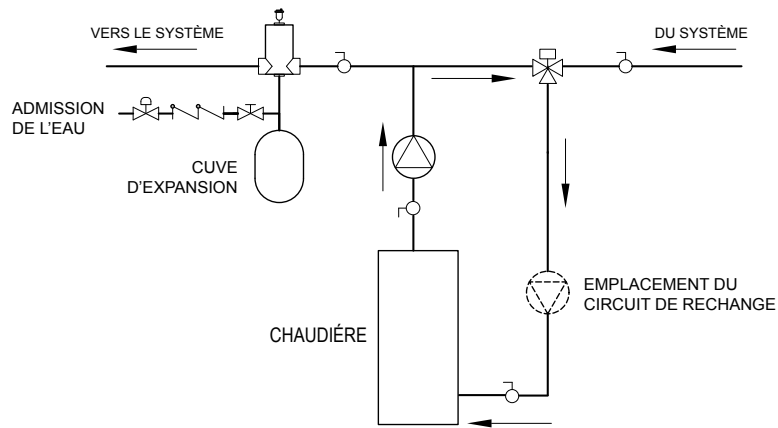 VERS LE SYSTÈME
DU SYSTÈME
ADMISSION
DE L'EAU
CUVE
D'EXPANSION
EMPLACEMENT DU
CIRCUIT DE RECHANGE
CHAUDIÉRE